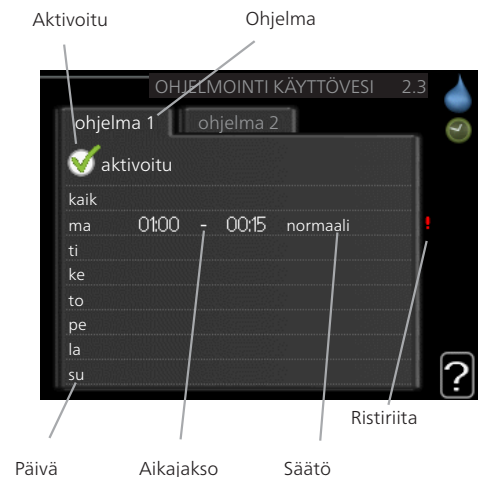 Aktivoitu Ohjelma
OHJELMOINTI KÄYTTÖVESI 2.3
ohjelma 1 ohjelma 2
aktivoitu
kaik
ma 01:00 - 00:15 normaali !
ti
ke
to
pe
la
su
?
Ristiriita
Päivä Aikajakso Säätö